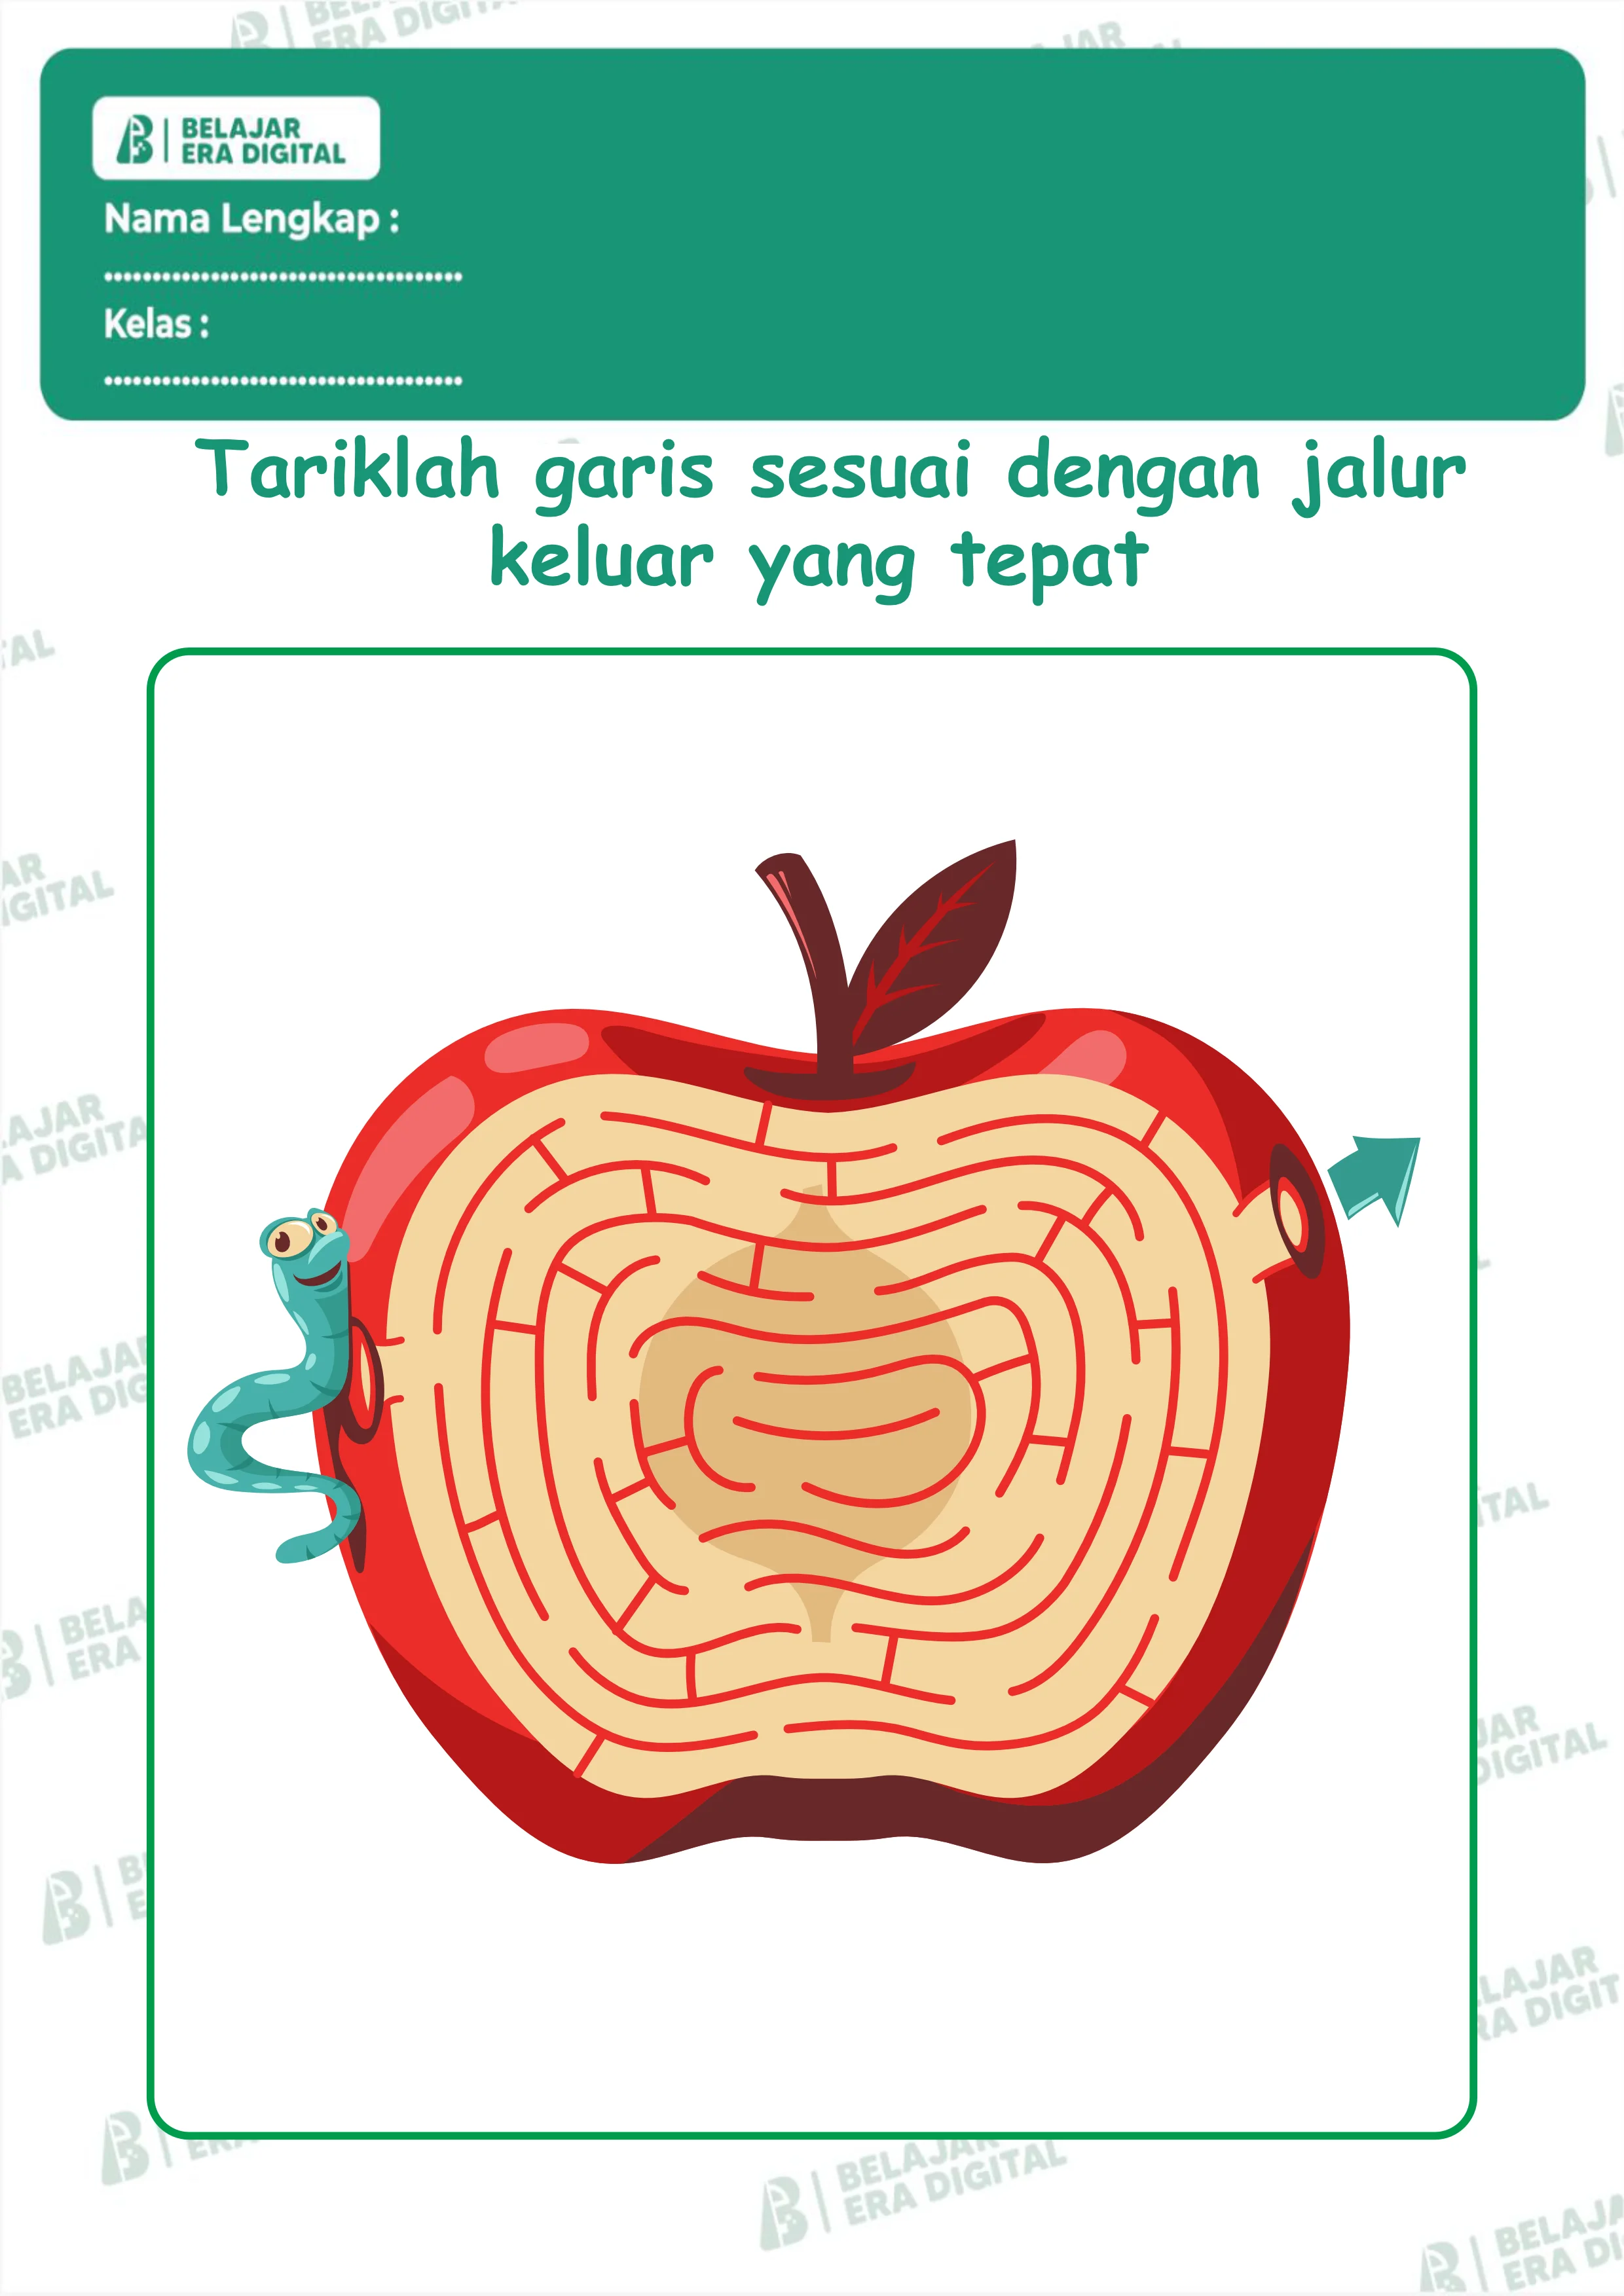 BELAJAR
ERA DIGITAL
Nama Lengkap :
.....................................
Kelas :
.....................................
Tariklah garis sesuai dengan jalur
keluar yang tepat
BELAJAR
ERA DIGITAL